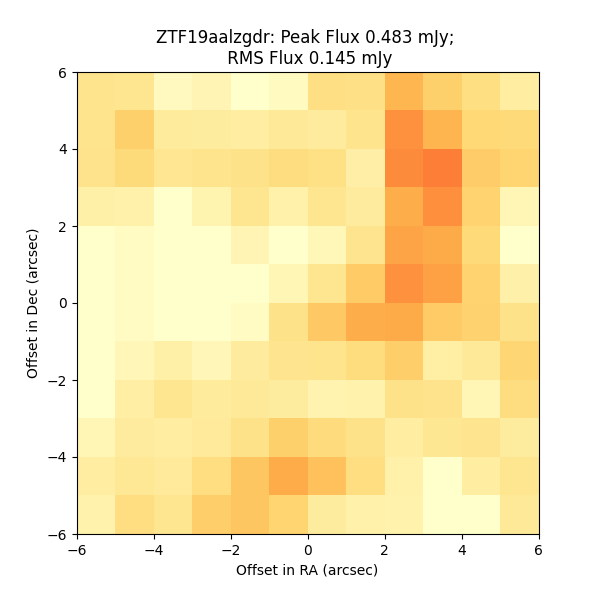 ZTF19aalzgdr: Peak Flux 0.483 mJy;
RMS Flux 0.145 mJy
6
4
2
0
−2
−4
−6
Offset in Dec (arcsec)
−6 −4 −2 0 2 4 6
Offset in RA (arcsec)